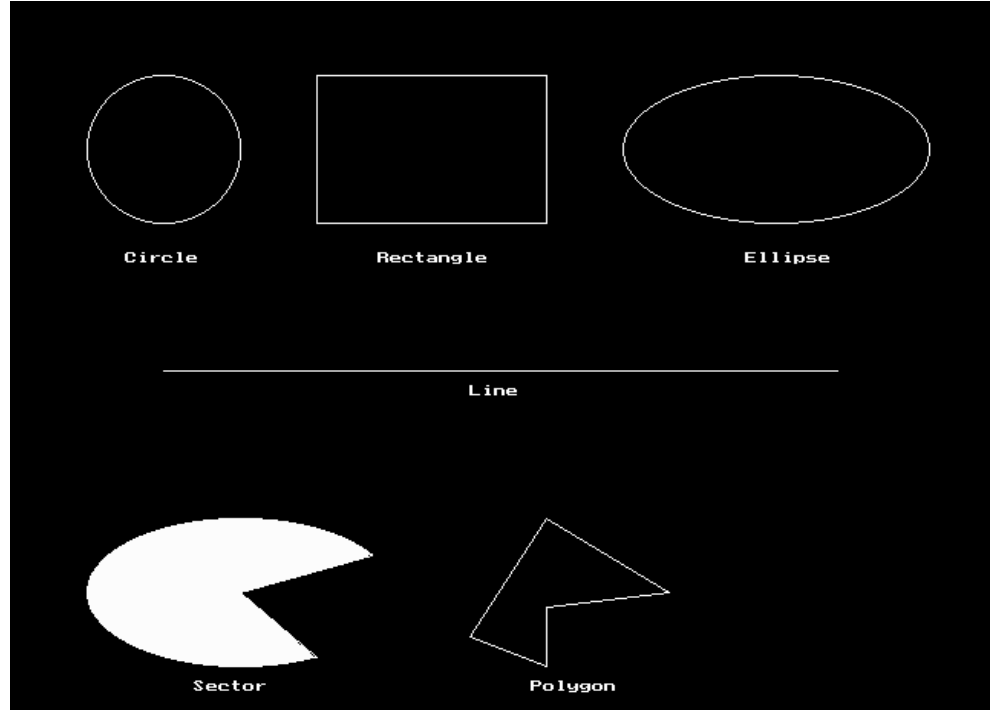 Circle
Rectangle
Ellipse
Line
Sector
Polygon